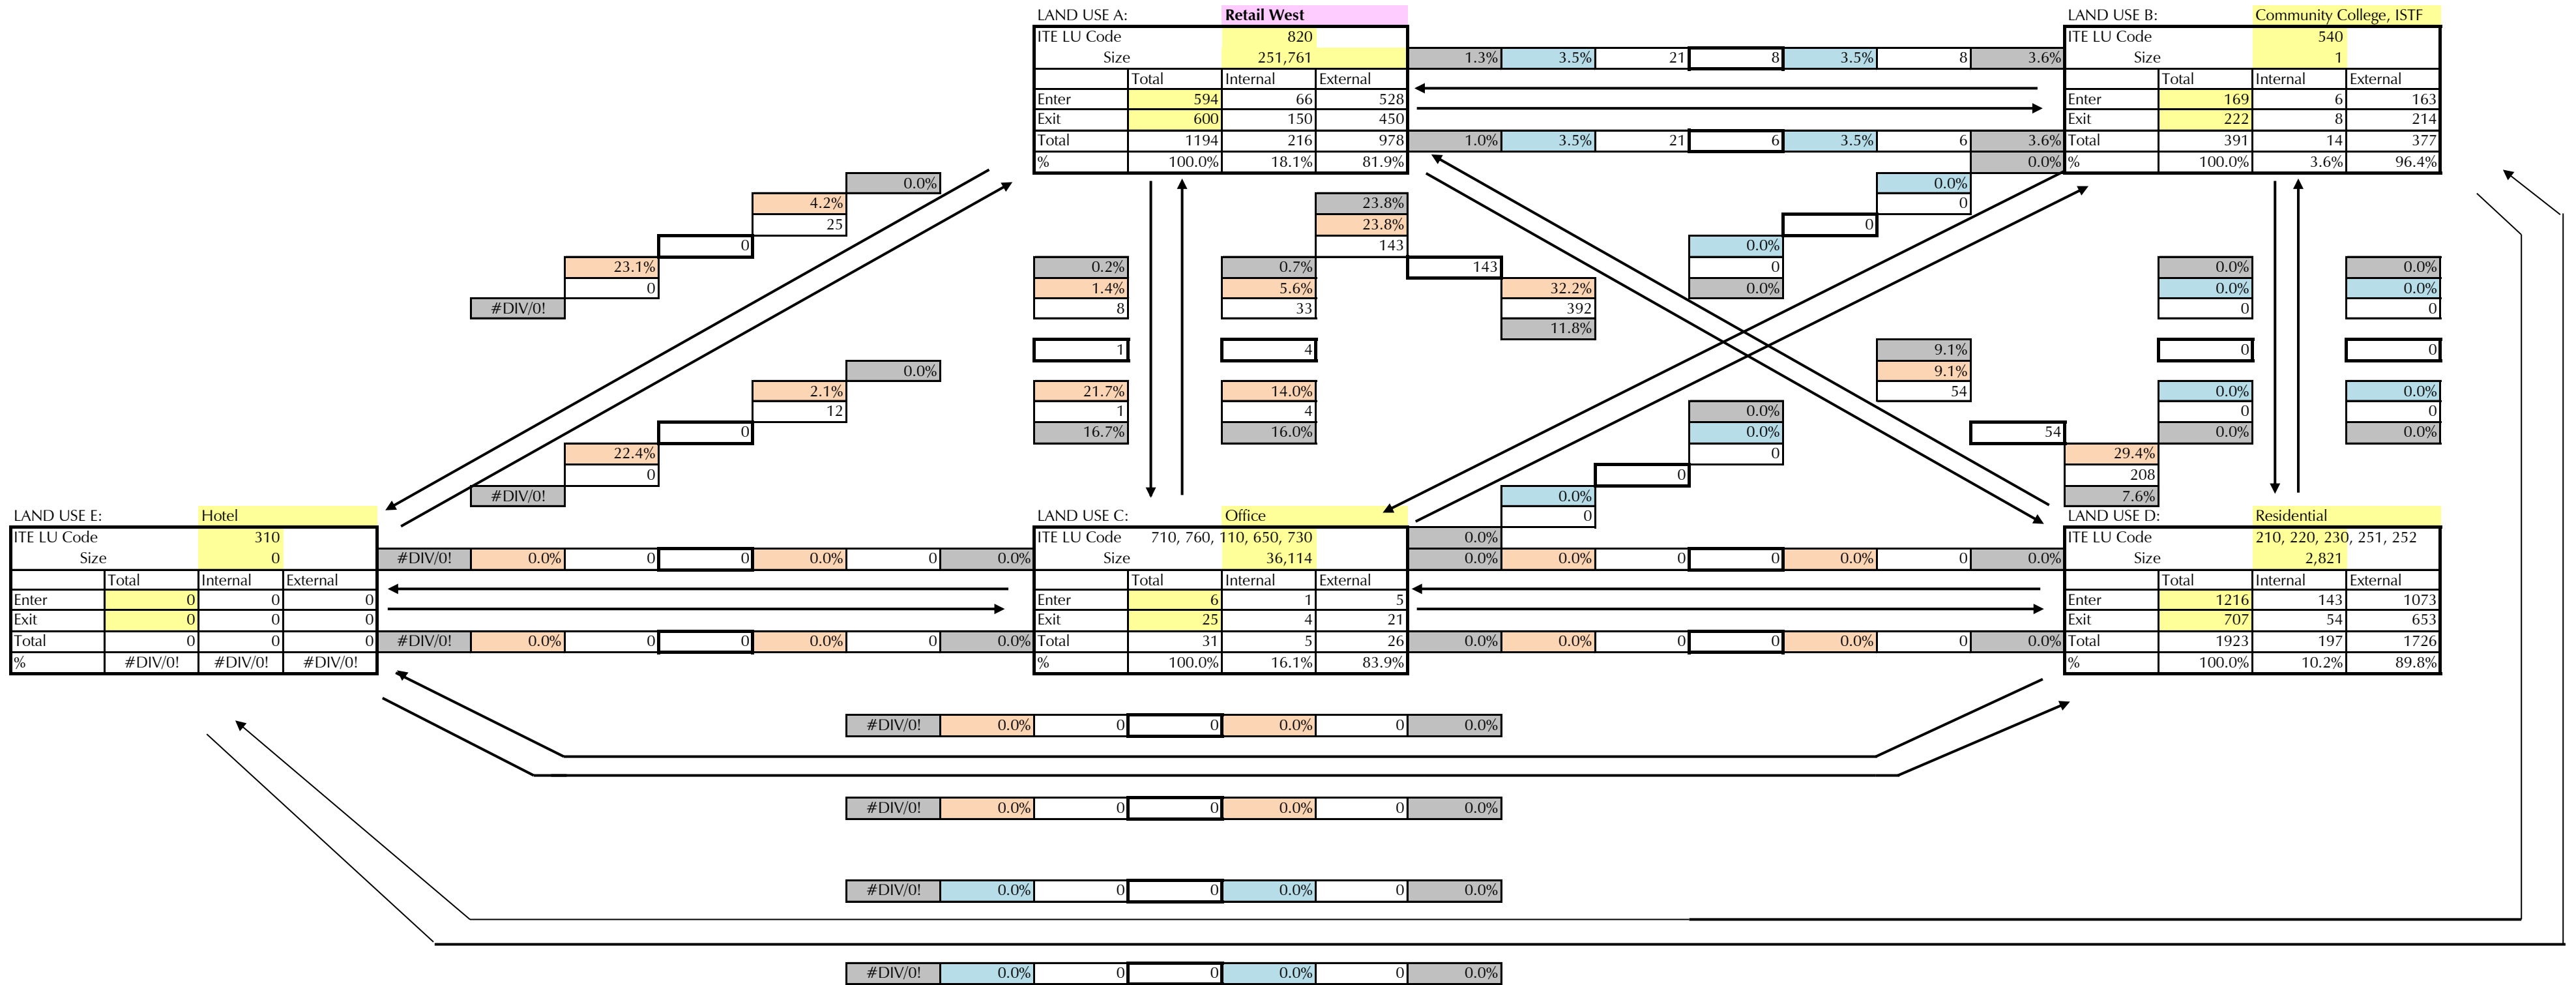 LAND USE A: Retail West LAND USE B: Community College, ISTF
ITE LU Code 820 ITE LU Code 540
Size 251,761 1.3% 3.5% 21 8 3.5% 8 3.6% Size 1
Total Internal External Total Internal External
Enter 594 66 528 Enter 169 6 163
Exit 600 150 450 Exit 222 8 214
Total 1194 216 978 1.0% 3.5% 21 6 3.5% 6 3.6% Total 391 14 377
% 100.0% 18.1% 81.9% 0.0% % 100.0% 3.6% 96.4%
0.0% 0.0%
4.2% 23.8% 0
25 23.8% 0
0 143 0.0%
23.1% 0.2% 0.7% 143 0 0.0% 0.0%
0 1.4% 5.6% 32.2% 0.0% 0.0% 0.0%
#DIV/0! 8 33 392 0 0
11.8%
1 4 9.1% 0 0
0.0% 9.1%
2.1% 21.7% 14.0% 54 0.0% 0.0%
12 1 4 0.0% 0 0
0 16.7% 16.0% 0.0% 54 0.0% 0.0%
22.4% 0 29.4%
0 0 208
#DIV/0! 0.0% 7.6%
LAND USE E: Hotel LAND USE C: Office 0 LAND USE D: Residential
ITE LU Code 310 ITE LU Code 710, 760, 110, 650, 730 0.0% ITE LU Code 210, 220, 230, 251, 252
Size 0 #DIV/0! 0.0% 0 0 0.0% 0 0.0% Size 36,114 0.0% 0.0% 0 0 0.0% 0 0.0% Size 2,821
Total Internal External Total Internal External Total Internal External
Enter 0 0 0 Enter 6 1 5 Enter 1216 143 1073
Exit 0 0 0 Exit 25 4 21 Exit 707 54 653
Total 0 0 0 #DIV/0! 0.0% 0 0 0.0% 0 0.0% Total 31 5 26 0.0% 0.0% 0 0 0.0% 0 0.0% Total 1923 197 1726
% #DIV/0! #DIV/0! #DIV/0! % 100.0% 16.1% 83.9% % 100.0% 10.2% 89.8%
#DIV/0! 0.0% 0 0 0.0% 0 0.0%
#DIV/0! 0.0% 0 0 0.0% 0 0.0%
#DIV/0! 0.0% 0 0 0.0% 0 0.0%
#DIV/0! 0.0% 0 0 0.0% 0 0.0%